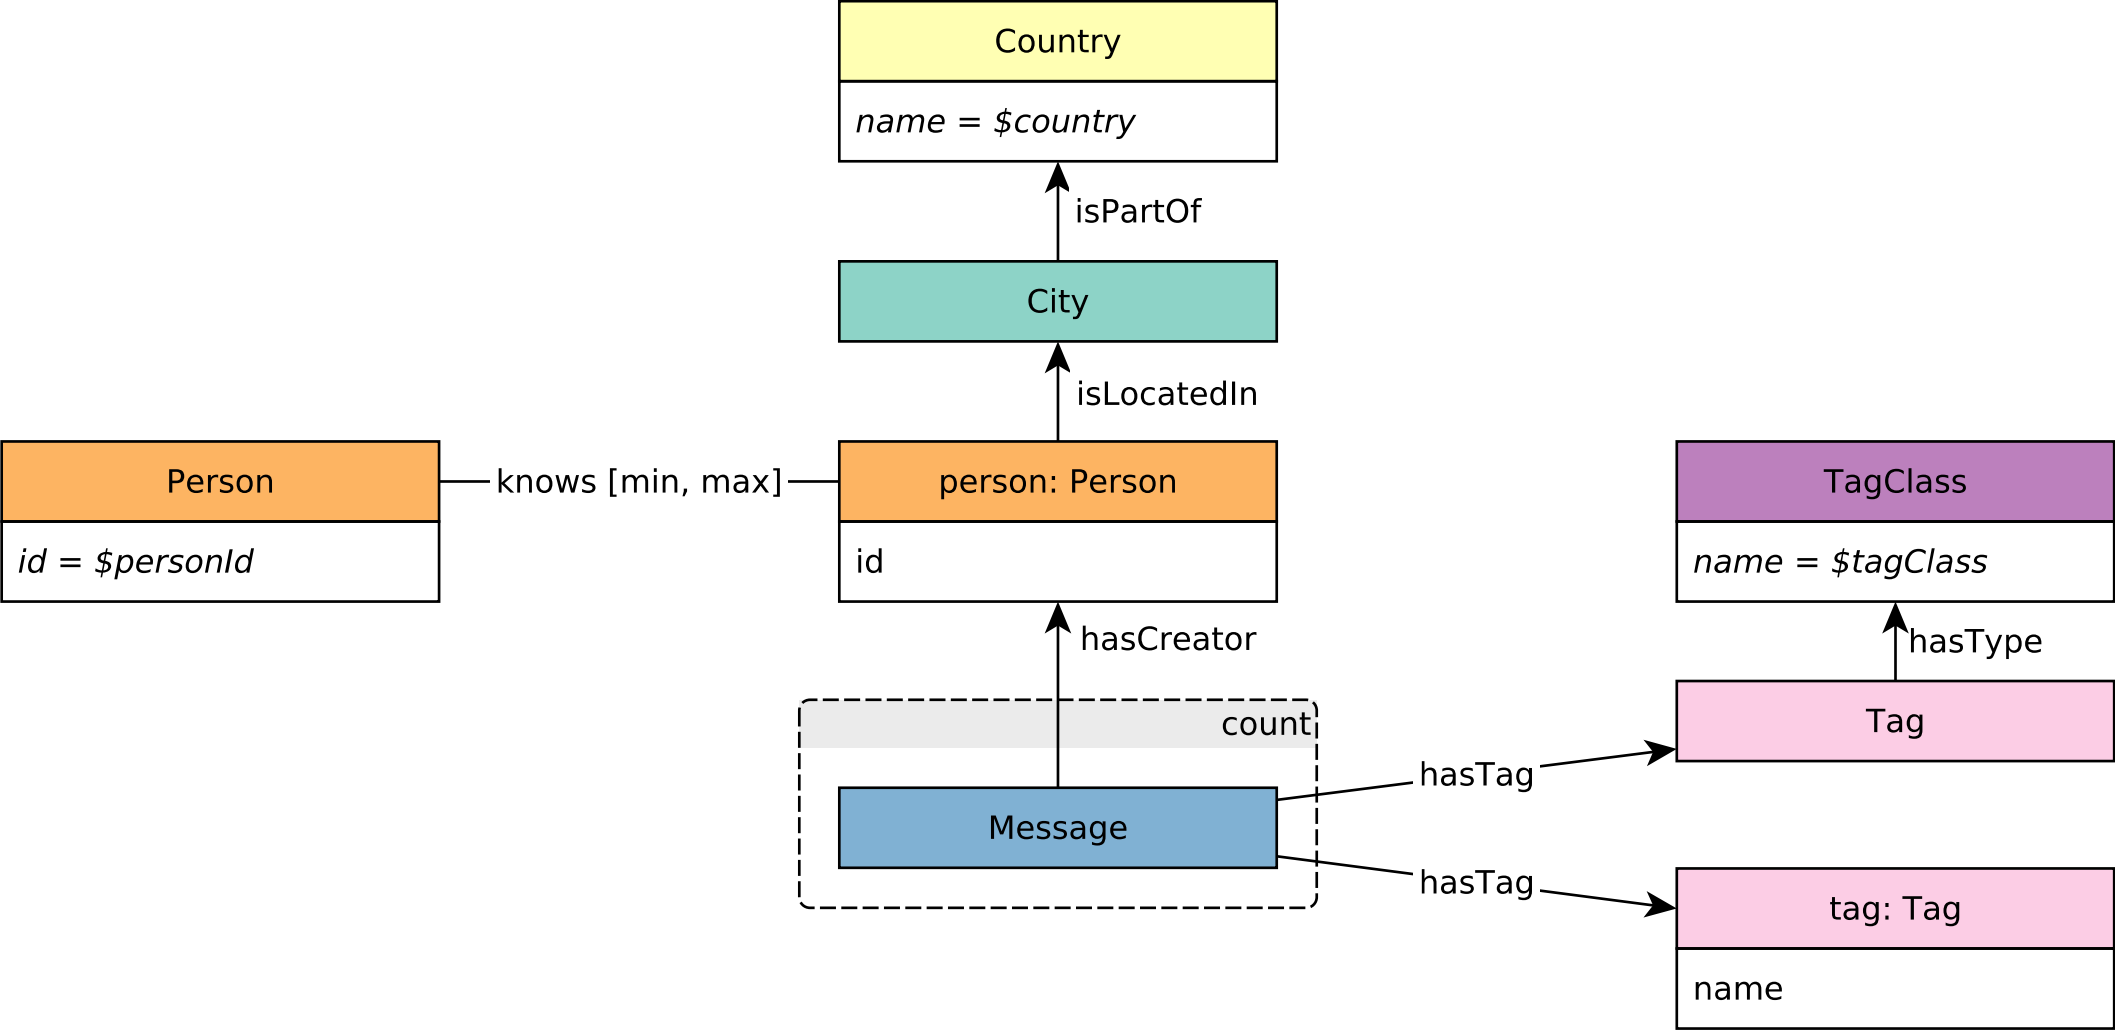 Country
name = $country
isPartOf
City
isLocatedIn
Person
id = $personId
knows [min, max]
person: Person
id
TagClass
name = $tagClass
hasCreator
hasType
count
Message
Tag
hasTag
hasTag
tag: Tag
name